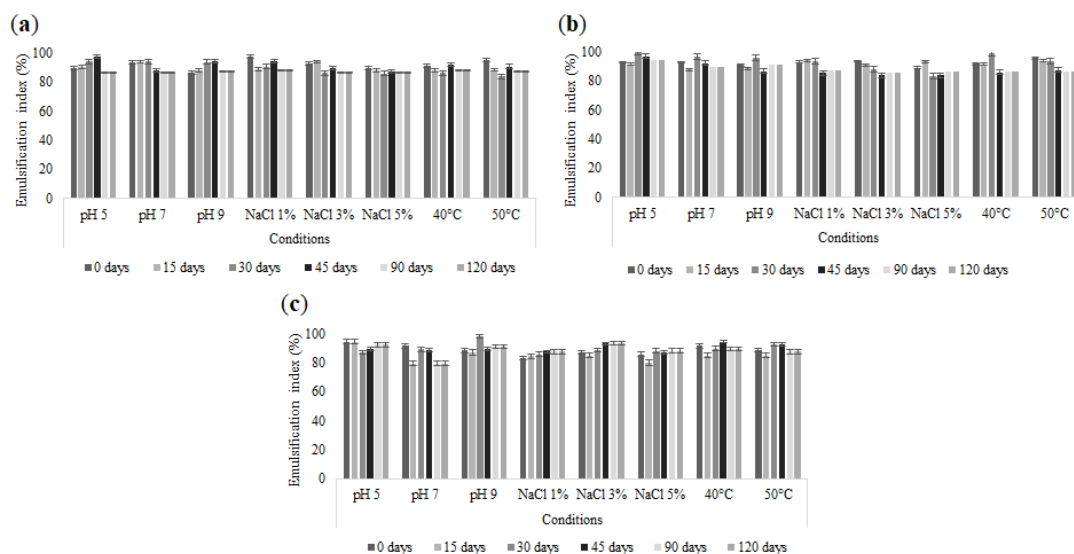 (a)
Emulsification index (%)
100
80
60
40
20
0
pH 5 pH 7 pH 9 NaCl 1% NaCl 3% NaCl 5% 40°C 50°C
Conditions
0 days 15 days 30 days 45 days 90 days 120 days
(b)
Emulsification index (%)
100
80
60
40
20
0
pH 5 pH 7 pH 9 NaCl 1% NaCl 3% NaCl 5% 40°C 50°C
Conditions
0 days 15 days 30 days 45 days 90 days 120 days
(c)
Emulsification index (%)
100
80
60
40
20
0
pH 5 pH 7 pH 9 NaCl 1% NaCl 3% NaCl 5% 40°C 50°C
Conditions
0 days 15 days 30 days 45 days 90 days 120 days